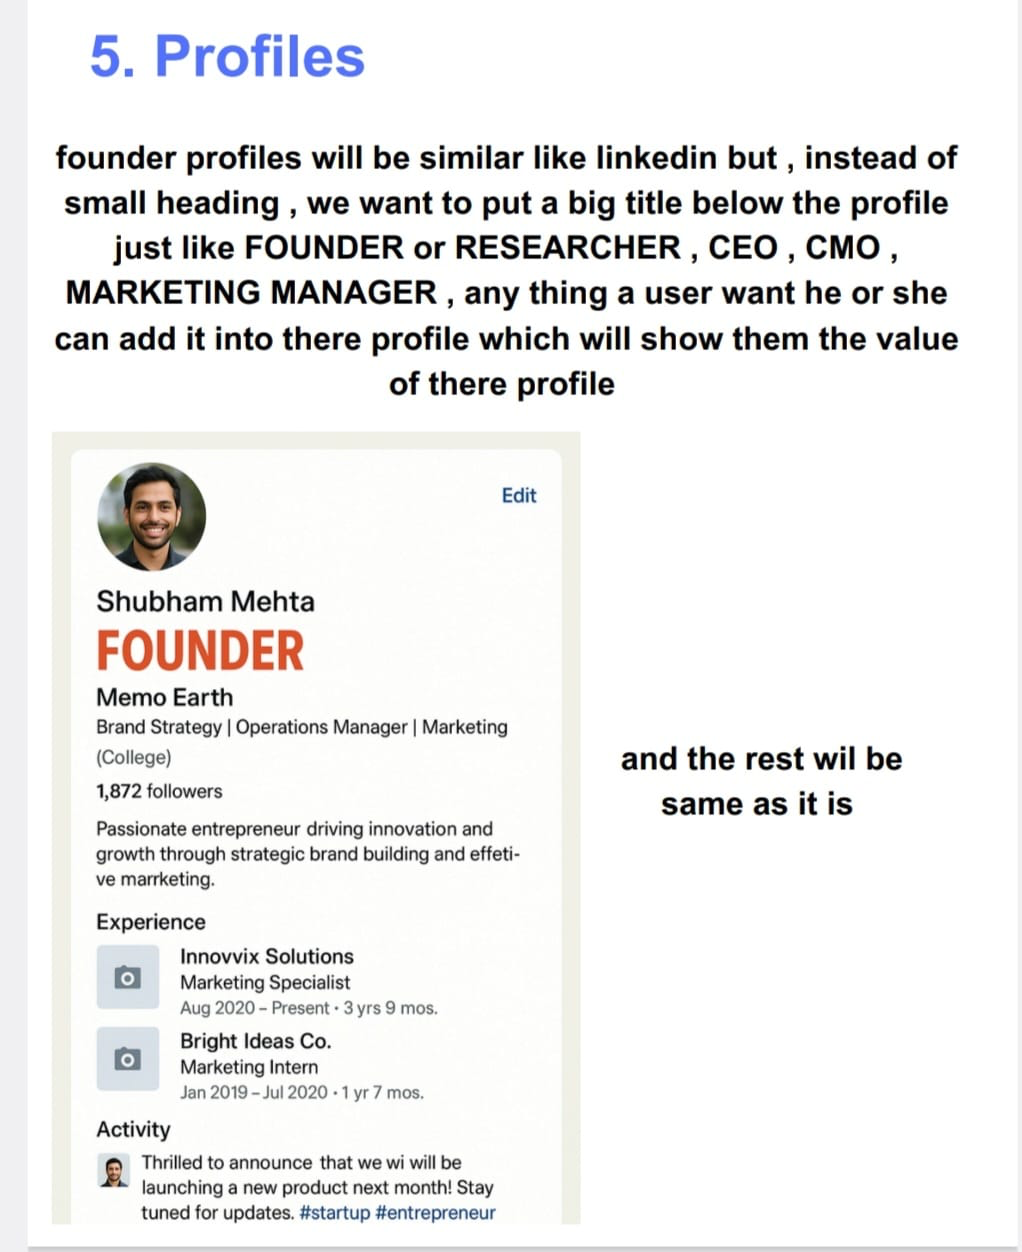 5. Profiles
founder profiles will be similar like linkedin but , instead of
small heading , we want to put a big title below the profile
just like FOUNDER or RESEARCHER , CEO , CMO ,
MARKETING MANAGER , any thing a user want he or she
can add it into there profile which will show them the value
of there profile
Edit
Shubham Mehta
FOUNDER
Memo Earth
Brand Strategy | Operations Manager | Marketing
(College)
1,872 followers
Passionate entrepreneur driving innovation and
growth through strategic brand building and effeti-
ve marrketing.
Experience
Innovvix Solutions
Marketing Specialist
Aug 2020 – Present · 3 yrs 9 mos.
Bright Ideas Co.
Marketing Intern
Jan 2019 – Jul 2020 · 1 yr 7 mos.
Activity
Thrilled to announce that we wi will be
launching a new product next month! Stay
tuned for updates. #startup #entrepreneur
and the rest wil be
same as it is